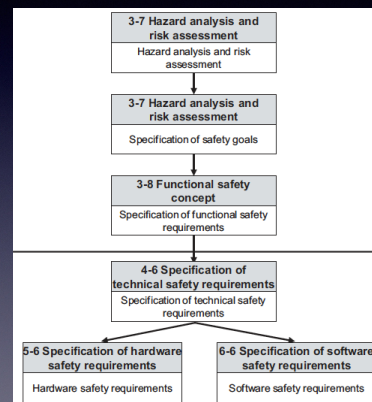 3-7 Hazard analysis and
risk assessment
Hazard analysis and risk
assessment
3-7 Hazard analysis and
risk assessment
Specification of safety goals
3-8 Functional safety
concept
Specification of functional safety
requirements
4-6 Specification of
technical safety requirements
Specification of technical safety
requirements
5-6 Specification of hardware
safety requirements
Hardware safety requirements
6-6 Specification of software
safety requirements
Software safety requirements